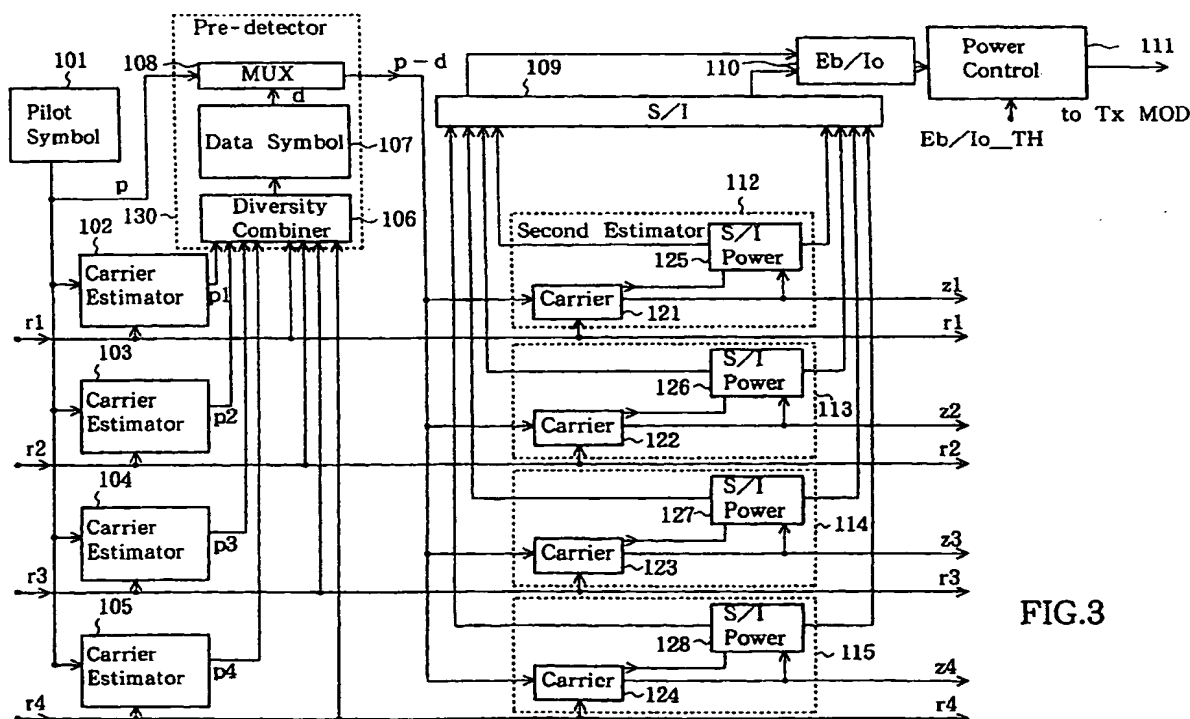 Pre-detector
101
108
MUX
p - d
109
110
Eb/Io
Power
Control
111
Pilot
Symbol
d
S/I
to Tx MOD
Data Symbol
107
Eb/Io_TH
p
130
Diversity
Combiner
106
112
102
Second Estimator
S/I
Power
125
Carrier
Estimator
p1
Carrier
121
z1
r1
r1
103
S/I
Power
126
113
Carrier
Estimator
p2
Carrier
122
z2
r2
r2
104
S/I
Power
127
114
Carrier
Estimator
p3
Carrier
123
z3
r3
r3
105
S/I
Power
128
115
FIG.3
Carrier
Estimator
p4
Carrier
124
z4
r4
r4